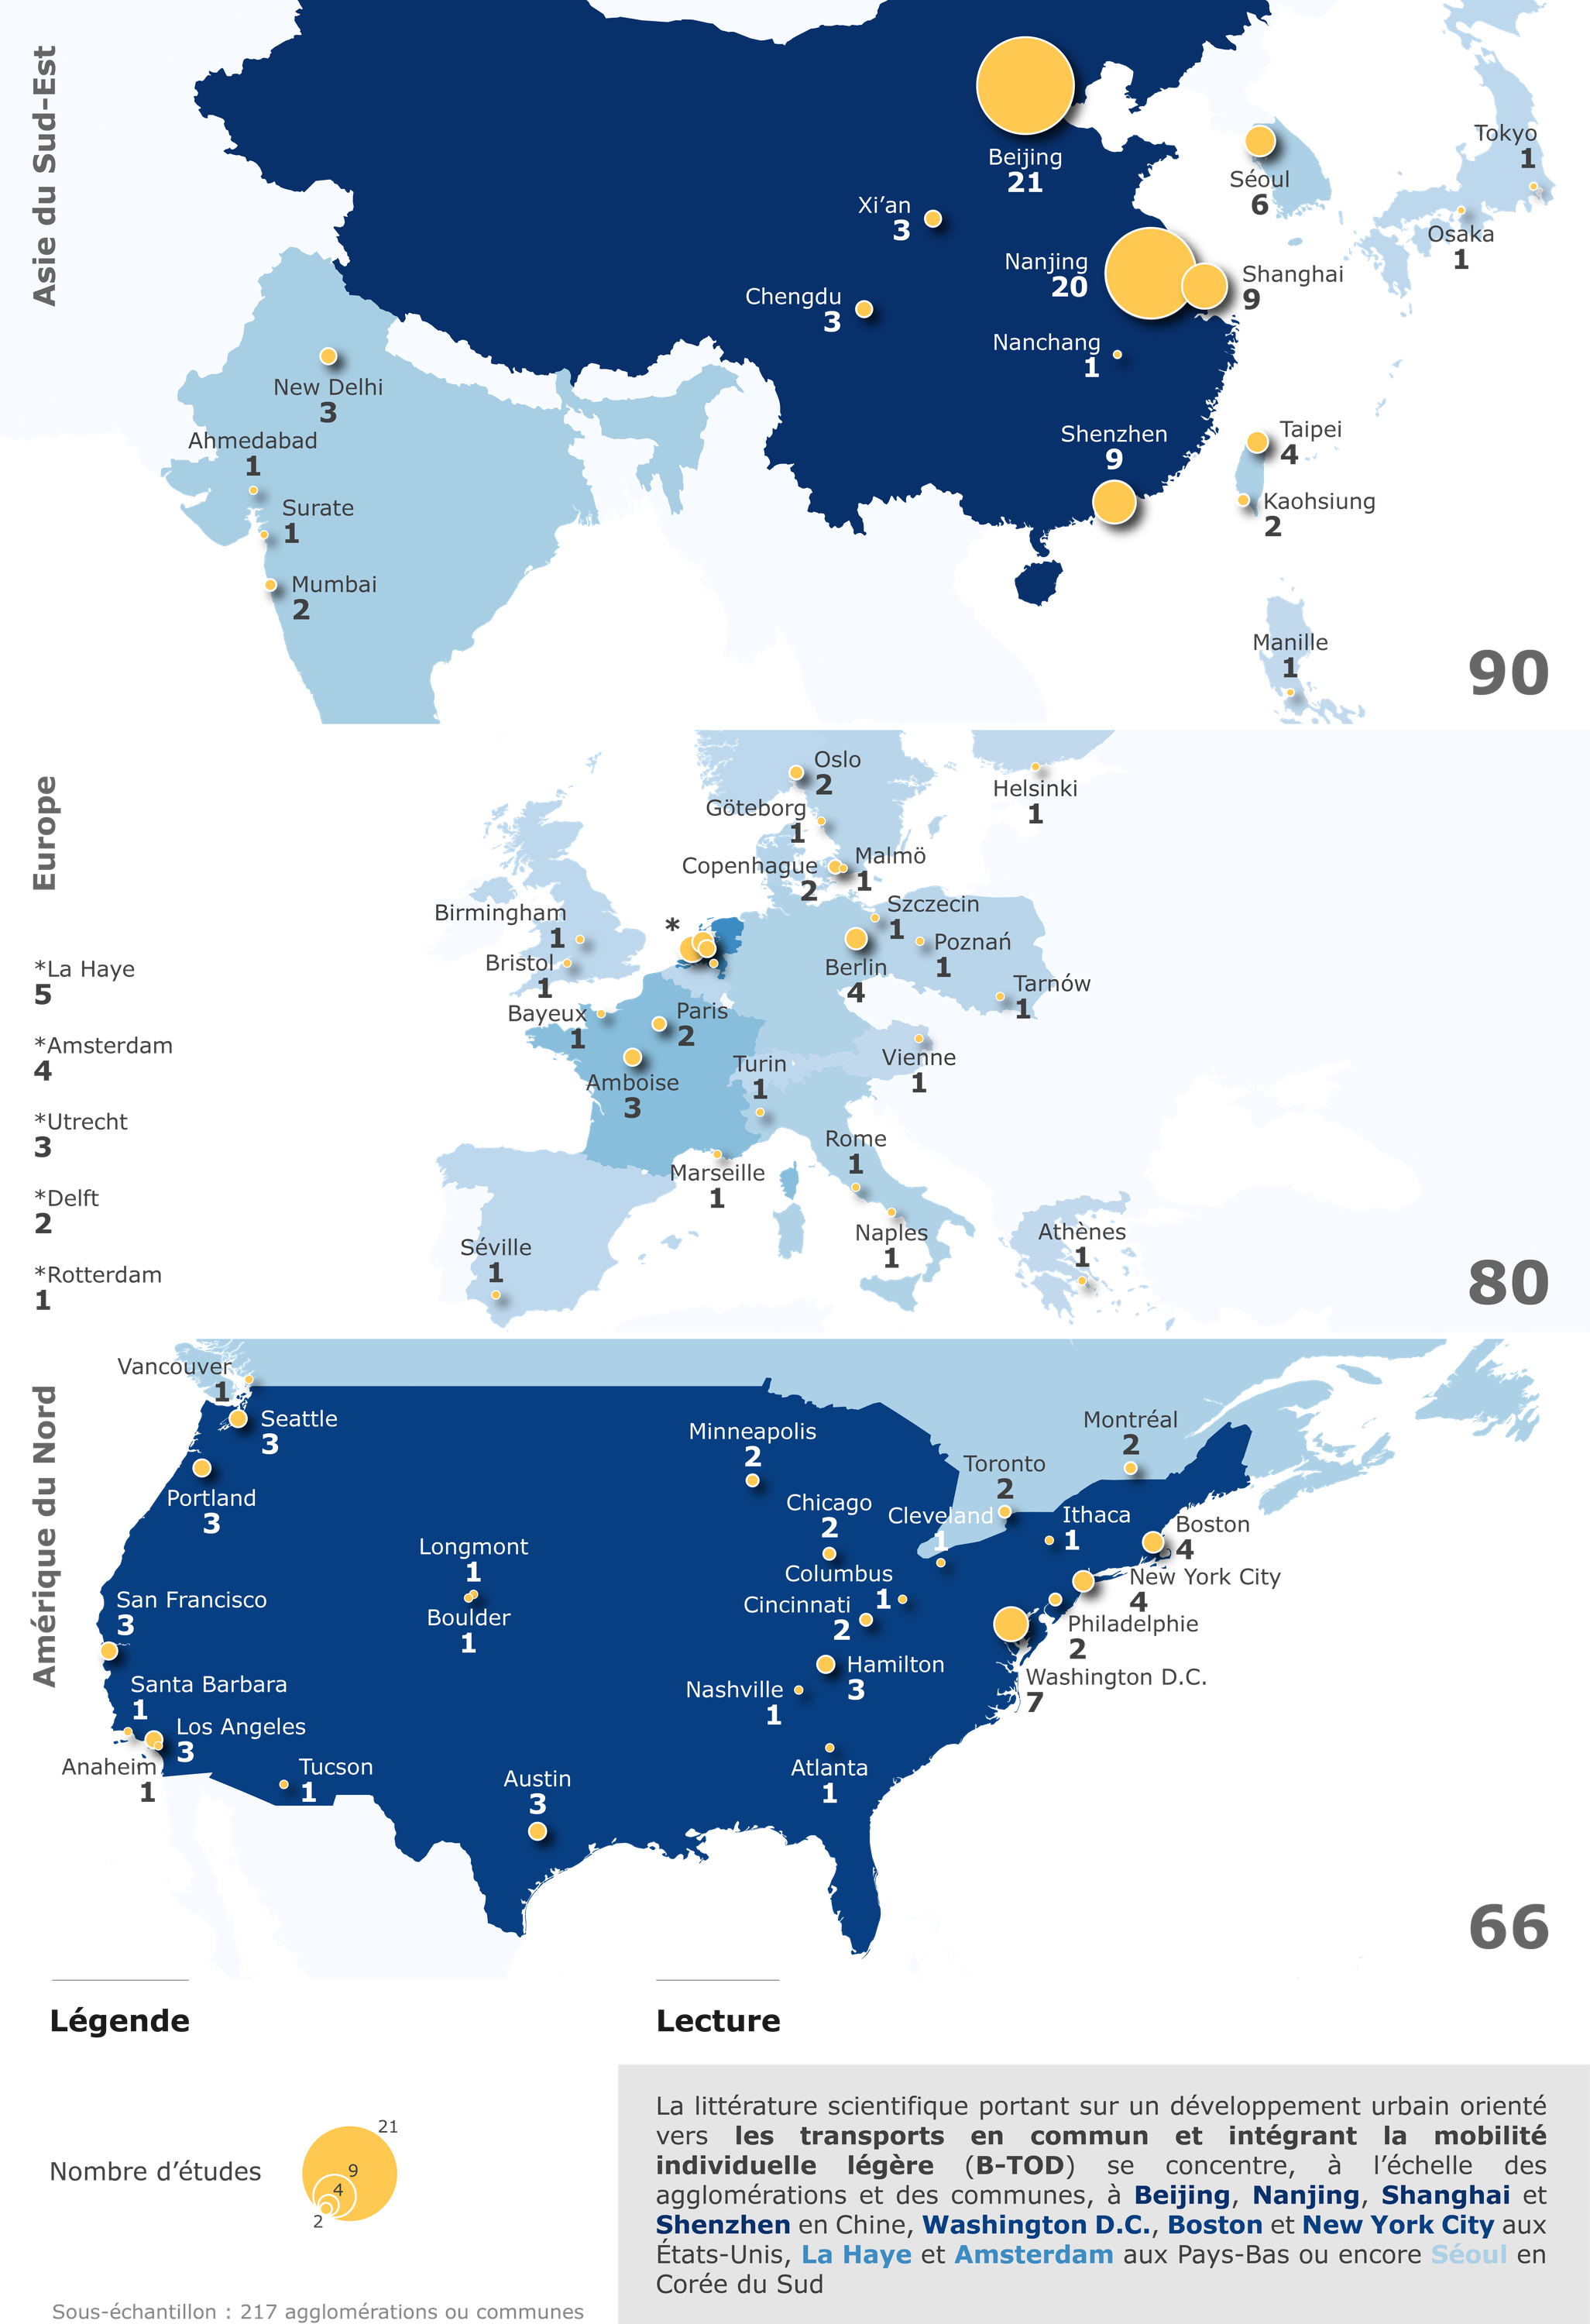 Asie du Sud-Est
Beijing
21
Xi’an
3
Nanjing
20
Chengdu
3
Shanghai
9
Nanchang
1
Shenzhen
9
Séoul
6
Tokyo
1
Osaka
1
New Delhi
3
Ahmedabad
1
Surate
1
Mumbai
2
Taipei
4
Kaohsiung
2
Manille
1
90
Europe
Oslo
2
Göteborg
1
Helsinki
1
Copenhague
2
Malmö
1
Birmingham
1
Bristol
1
*
Szczecin
1
Poznań
1
Berlin
4
Tarnów
1
Bayeux
1
Paris
2
Amboise
3
Turin
1
Vienne
1
Marseille
1
Rome
1
Naples
1
Séville
1
Athènes
1
*La Haye
5
*Amsterdam
4
*Utrecht
3
*Delft
2
*Rotterdam
1
80
Amérique du Nord
Vancouver
1
Seattle
3
Portland
3
Minneapolis
2
Montréal
2
Toronto
2
Chicago
2
Cleveland
1
Ithaca
1
Boston
4
Longmont
1
Boulder
1
Columbus
1
Cincinnati
2
New York City
4
Philadelphie
2
San Francisco
3
Washington D.C.
7
Hamilton
3
Nashville
1
Santa Barbara
1
Los Angeles
3
Anaheim
1
Tucson
1
Austin
3
Atlanta
1
66
Légende
Nombre d’études
21
9
4
2
Sous-échantillon : 217 agglomérations ou communes
Lecture
La littérature scientifique portant sur un développement urbain orienté
vers les transports en commun et intégrant la mobilité
individuelle légère (B-TOD) se concentre, à l’échelle des
agglomérations et des communes, à Beijing, Nanjing, Shanghai et
Shenzhen en Chine, Washington D.C., Boston et New York City aux
États-Unis, La Haye et Amsterdam aux Pays-Bas ou encore Séoul en
Corée du Sud